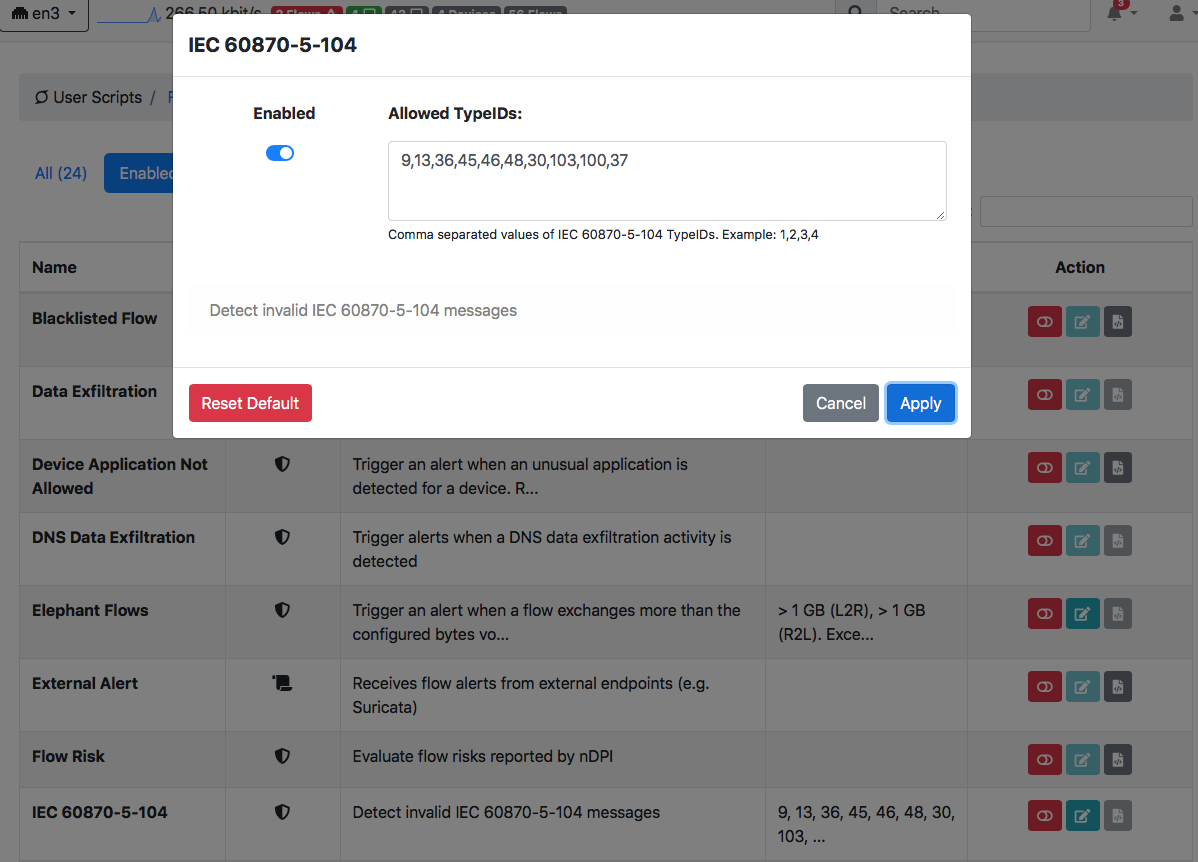 en3
266.50 kbit/s
Search
3
IEC 60870-5-104
User Scripts /
Enabled
Allowed TypeIDs:
9,13,36,45,46,48,30,103,100,37
Comma separated values of IEC 60870-5-104 TypeIDs. Example: 1,2,3,4
All (24)
Enabled
Detect invalid IEC 60870-5-104 messages
Reset Default
Cancel
Apply
Name
Action
Blacklisted Flow
Data Exfiltration
Device Application Not
Allowed
Trigger an alert when an unusual application is
detected for a device. R...
DNS Data Exfiltration
Trigger alerts when a DNS data exfiltration activity is
detected
Elephant Flows
Trigger an alert when a flow exchanges more than the
configured bytes vo...
> 1 GB (L2R), > 1 GB
(R2L). Exce...
External Alert
Receives flow alerts from external endpoints (e.g.
Suricata)
Flow Risk
Evaluate flow risks reported by nDPI
IEC 60870-5-104
Detect invalid IEC 60870-5-104 messages
9, 13, 36, 45, 46, 48, 30,
103, ...